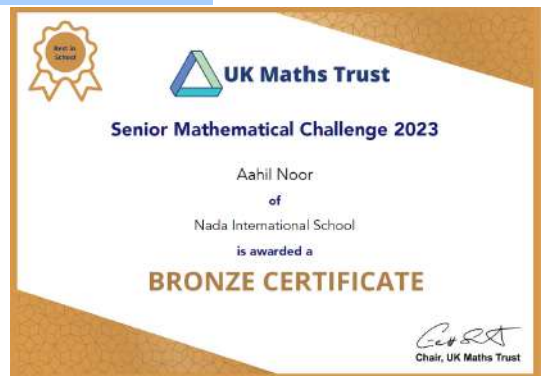 Best in
School
UK Maths Trust
Senior Mathematical Challenge 2023
Aahil Noor
of
Nada International School
is awarded a
BRONZE CERTIFICATE
Chair, UK Maths Trust